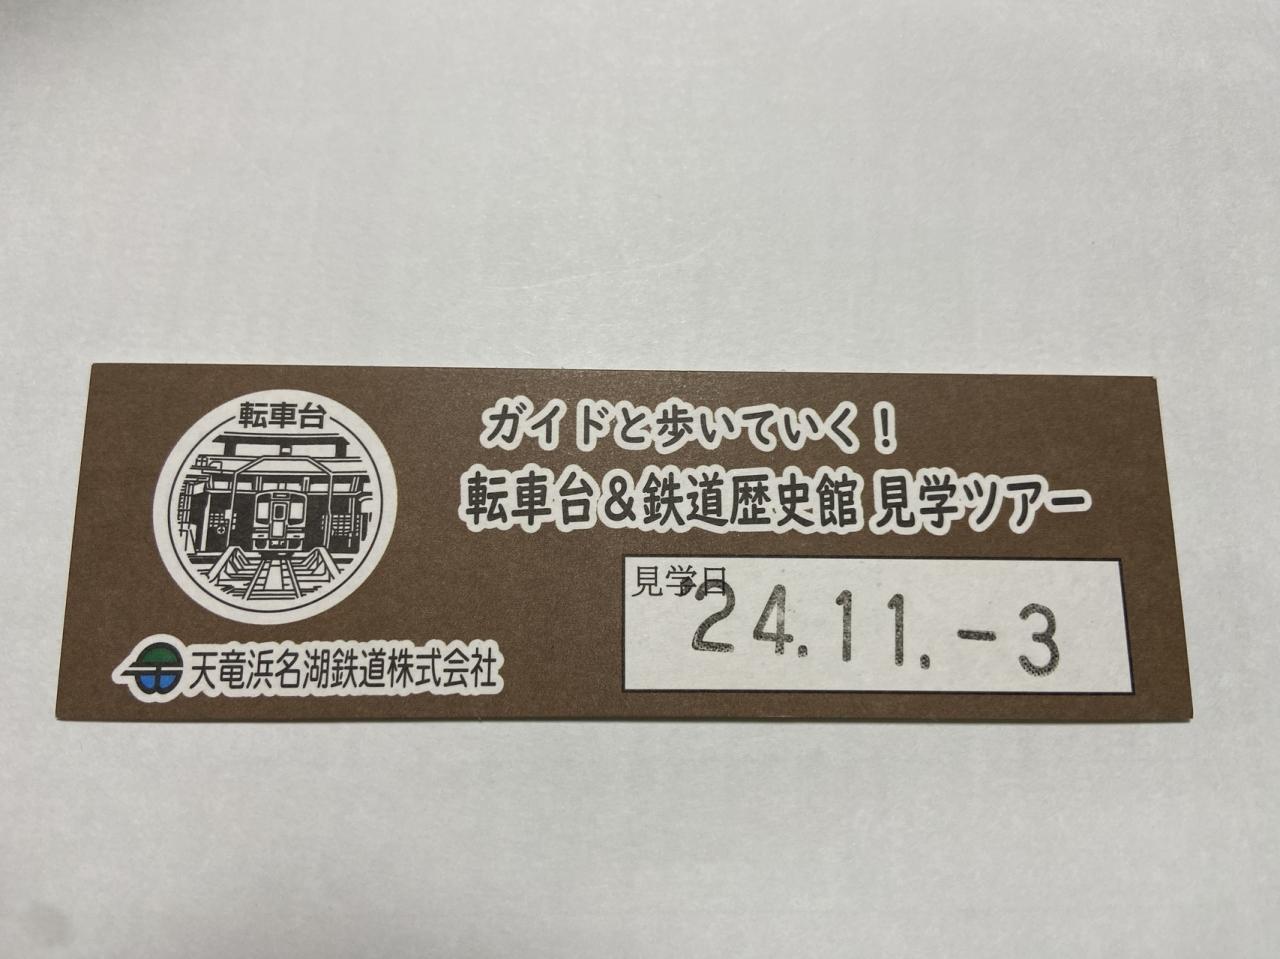 転車台
ガイドと歩いていく！
転車台＆鉄道歴史館 見学ツアー
見学日
24.11.-3
天竜浜名湖鉄道株式会社